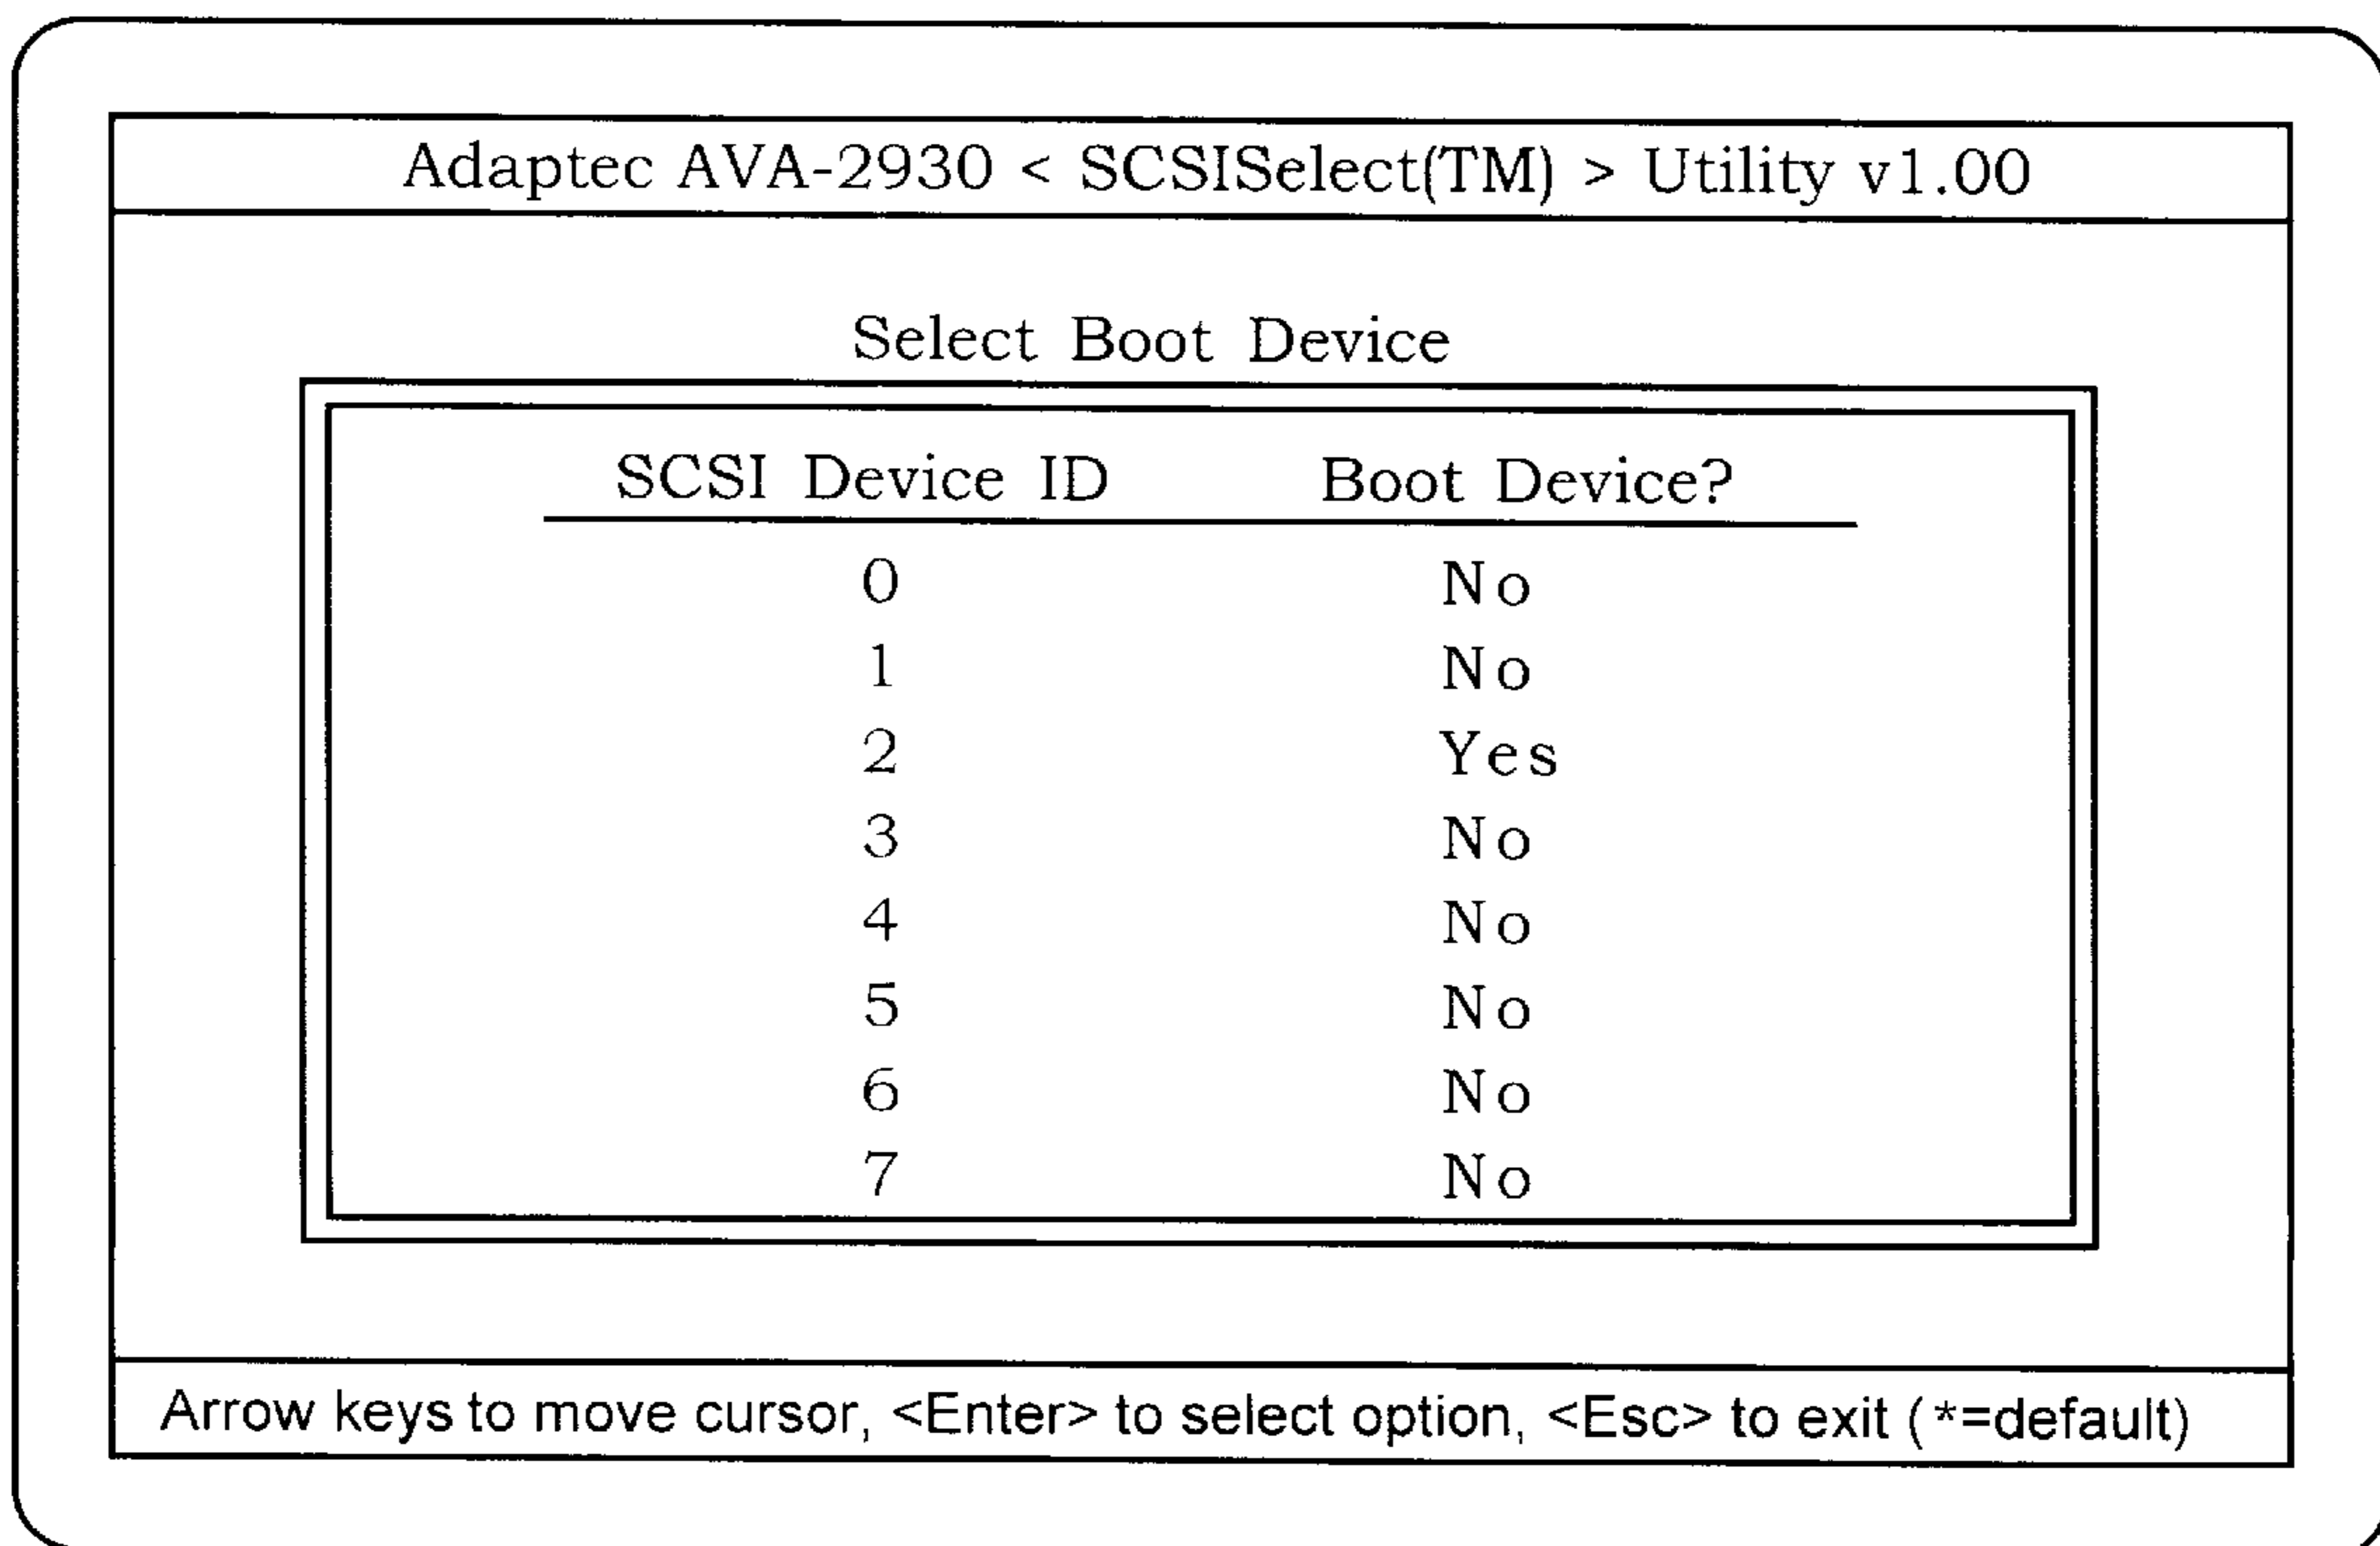 Adaptec AVA-2930 < SCSISelect(TM) > Utility v1.00
Select Boot Device
SCSI Device ID Boot Device?
0 No
1 No
2 Yes
3 No
4 No
5 No
6 No
7 No
Arrow keys to move cursor, <Enter> to select option, <Esc> to exit (*=default)